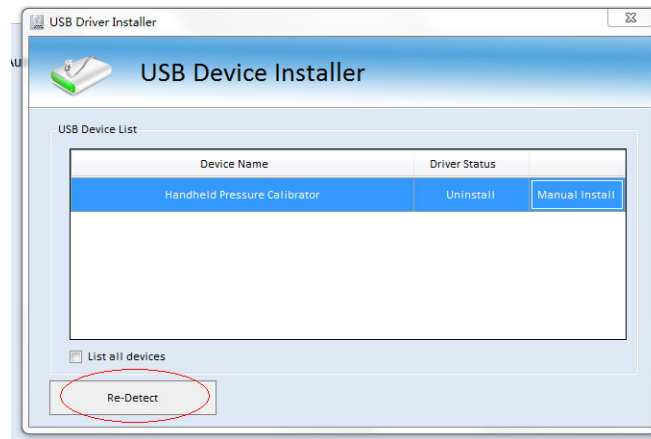 USB Driver Installer
USB Device Installer
USB Device List
Device Name Driver Status
Handheld Pressure Calibrator Uninstall Manual Install
List all devices
Re-Detect